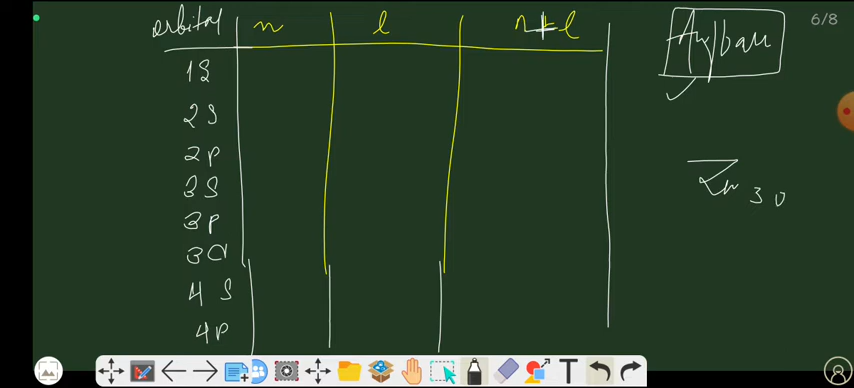 orbital n l n+l
6/8
Aufbau
1S
2S
2P
3S
3P
3d
4S
4P
Zn 30
T